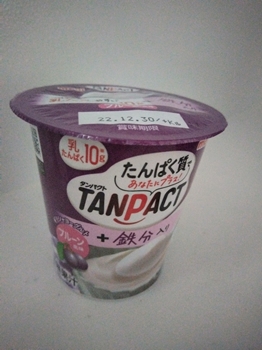 22.12.30/
賞味期限
乳
たんぱく10g
たんぱく質で
あなたにプラス!
タンパクト
TANPACT
+ 鉄分入り
プルーン